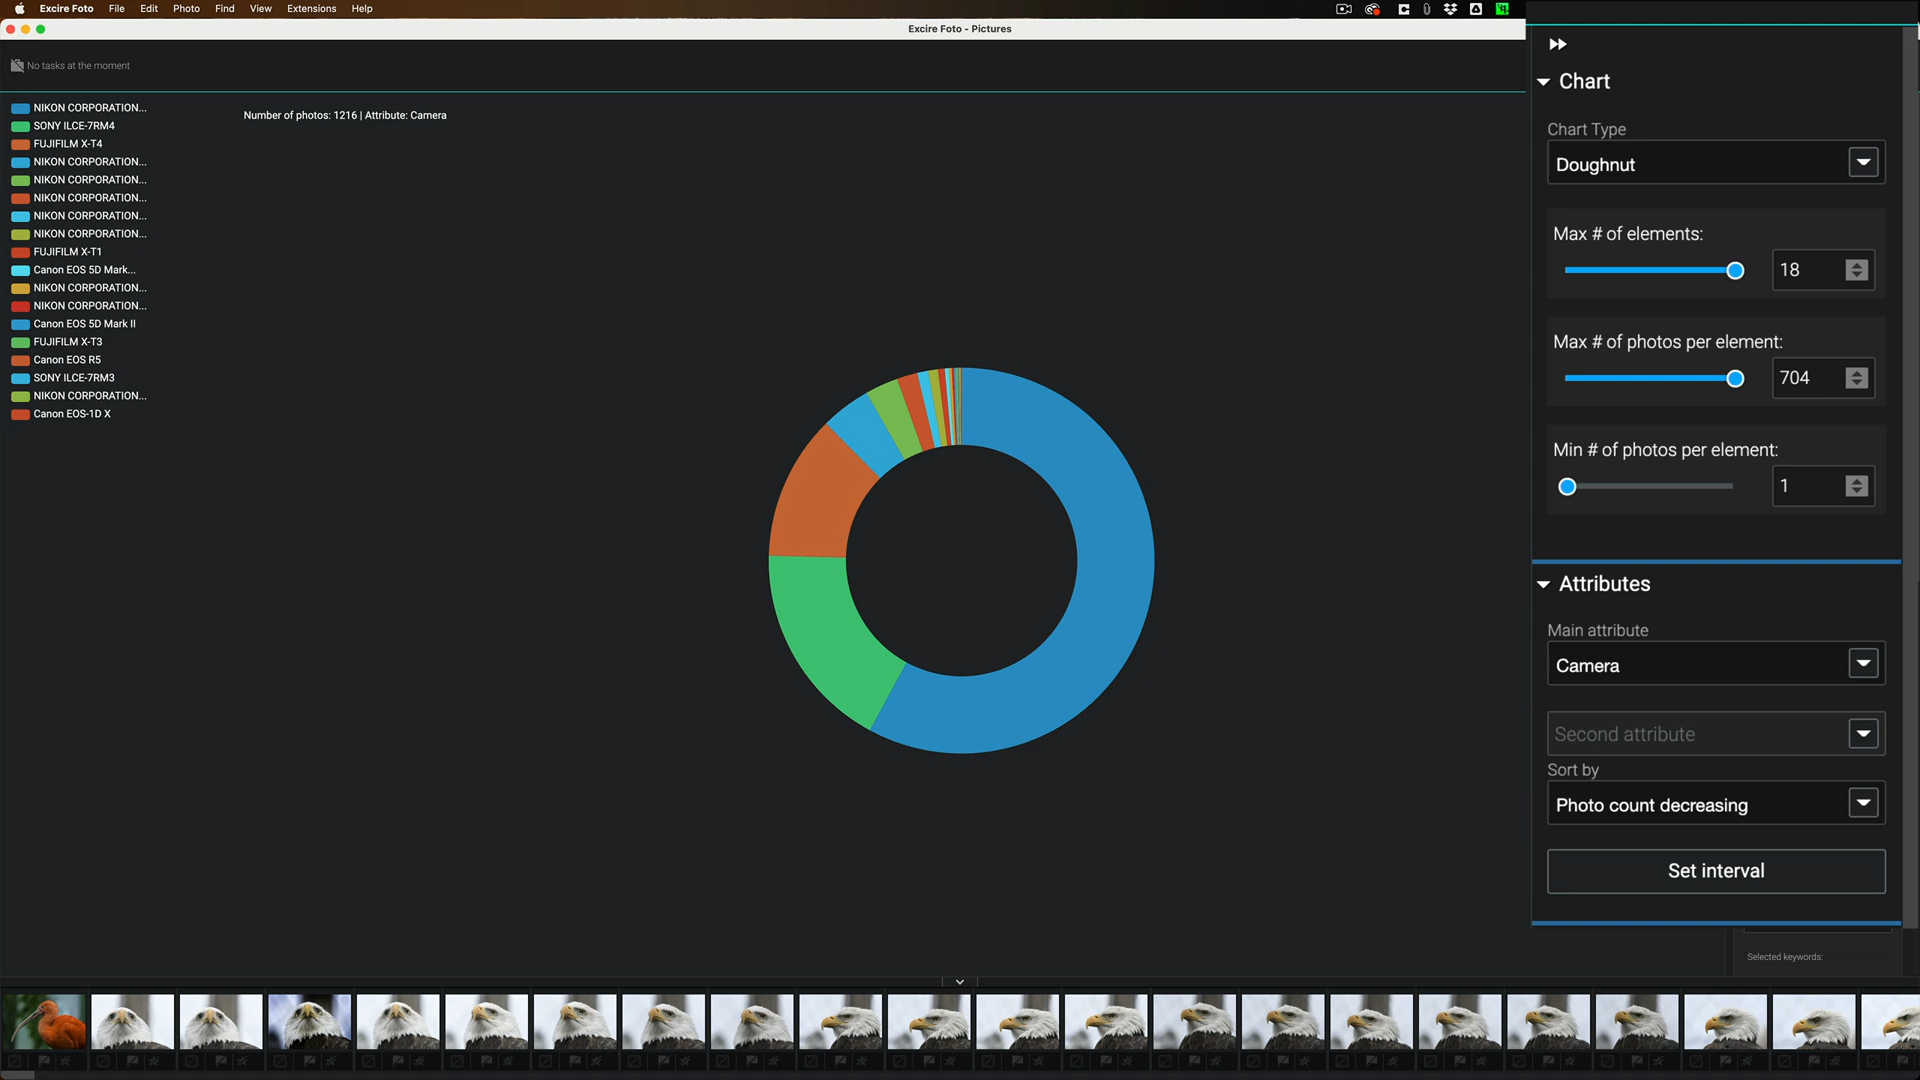 Excire Foto File Edit Photo Find View Extensions Help
Excire Foto - Pictures
No tasks at the moment
Number of photos: 1216 | Attribute: Camera
NIKON CORPORATION...
SONY ILCE-7RM4
FUJIFILM X-T4
NIKON CORPORATION...
NIKON CORPORATION...
NIKON CORPORATION...
NIKON CORPORATION...
NIKON CORPORATION...
FUJIFILM X-T1
Canon EOS 5D Mark...
NIKON CORPORATION...
NIKON CORPORATION...
Canon EOS 5D Mark II
FUJIFILM X-T3
Canon EOS R5
SONY ILCE-7RM3
NIKON CORPORATION...
Canon EOS-1D X
Chart
Chart Type
Doughnut
Max # of elements:
18
Max # of photos per element:
704
Min # of photos per element:
1
Attributes
Main attribute
Camera
Second attribute
Sort by
Photo count decreasing
Set interval
Selected keywords: